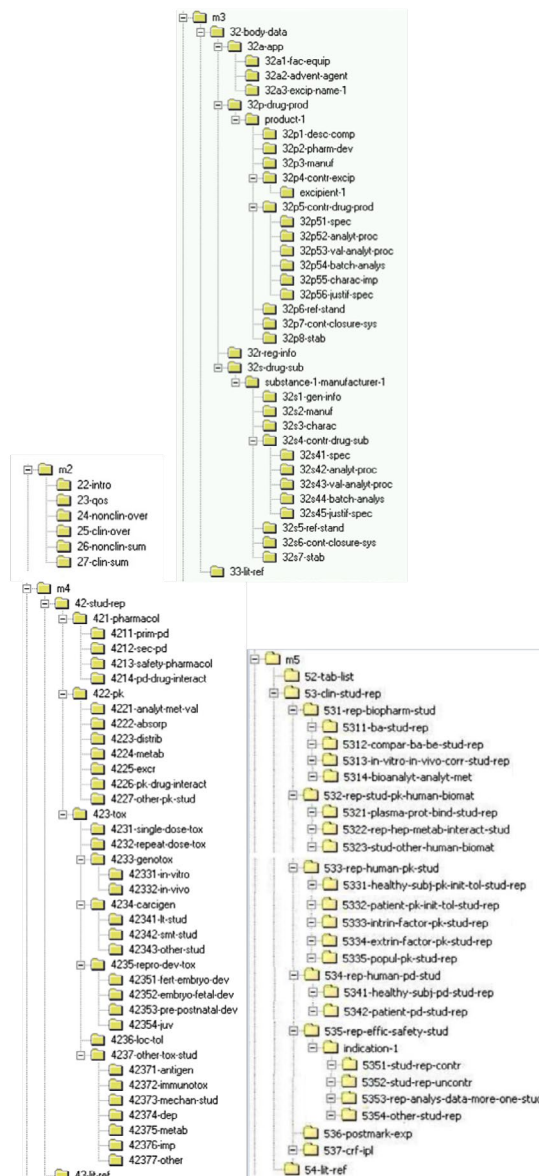 m3
32-body-data
32a-app
32a1-fac-equip
32a2-advent-agent
32a3-excip-name-1
32p-drug-prod
product-1
32p1-desc-comp
32p2-pharm-dev
32p3-manuf
32p4-contr-excip
excipient-1
32p5-contr-drug-prod
32p51-spec
32p52-analyt-proc
32p53-val-analyt-proc
32p54-batch-analys
32p55-charac-imp
32p56-justif-spec
32p6-ref-stand
32p7-cont-closure-sys
32p8-stab
32r-reg-info
32s-drug-sub
substance-1-manufacturer-1
32s1-gen-info
32s2-manuf
32s3-charac
32s4-contr-drug-sub
32s41-spec
32s42-analyt-proc
32s43-val-analyt-proc
32s44-batch-analys
32s45-justif-spec
32s5-ref-stand
32s6-cont-closure-sys
32s7-stab
33-lit-ref
m2
22-intro
23-qos
24-nonclin-over
25-clin-over
26-nonclin-sum
27-clin-sum
m4
42-stud-rep
421-pharmacol
4211-prim-pd
4212-sec-pd
4213-safety-pharmacol
4214-pd-drug-interact
422-pk
4221-analyt-met-val
4222-absorp
4223-distrib
4224-metab
4225-excr
4226-pk-drug-interact
4227-other-pk-stud
423-tox
4231-single-dose-tox
4232-repeat-dose-tox
4233-genotox
42331-in-vitro
42332-in-vivo
4234-carcigen
42341-lt-stud
42342-smt-stud
42343-other-stud
4235-repro-dev-tox
42351-fert-embryo-dev
42352-embryo-fetal-dev
42353-pre-postnatal-dev
42354-juv
4236-loc-tol
4237-other-tox-stud
42371-antigen
42372-immunotox
42373-mechan-stud
42374-dep
42375-metab
42376-imp
42377-other
43-lit-ref
m5
52-tab-list
53-clin-stud-rep
531-rep-biopharm-stud
5311-ba-stud-rep
5312-compar-ba-be-stud-rep
5313-in-vitro-in-vivo-corr-stud-rep
5314-bioanalyt-analyt-met
532-rep-stud-pk-human-biomat
5321-plasma-prot-bind-stud-rep
5322-rep-hep-metab-interact-stud
5323-stud-other-human-biomat
533-rep-human-pk-stud
5331-healthy-subj-pk-init-tol-stud-rep
5332-patient-pk-init-tol-stud-rep
5333-intrin-factor-pk-stud-rep
5334-extrin-factor-pk-stud-rep
5335-popul-pk-stud-rep
534-rep-human-pd-stud
5341-healthy-subj-pd-stud-rep
5342-patient-pd-stud-rep
535-rep-effic-safety-stud
indication-1
5351-stud-rep-contr
5352-stud-rep-uncontr
5353-rep-analys-data-more-one-stud
5354-other-stud-rep
536-postmark-exp
537-crf-ipl
54-lit-ref